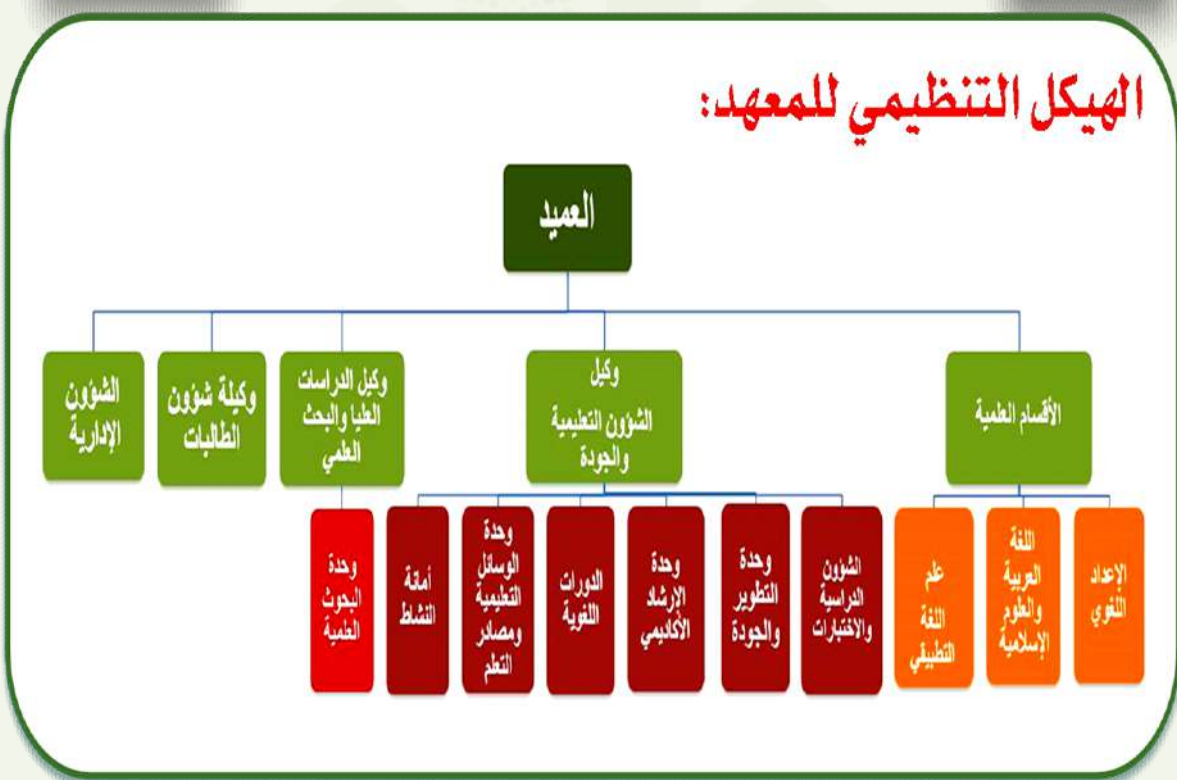 الهيكل التنظيمي للمعهد:
العميد
الأقسام العلمية
وكيل
الشؤون التعليمية
والجودة
وكيل الدراسات
العليا والبحث
العلمي
وكيلة شؤون
الطالبات
الشؤون
الإدارية
الإعداد
اللغوي
اللغة
العربية
والعلوم
الإسلامية
علم
اللغة
التطبيقي
الشؤون
الدراسية
والاختبارات
وحدة
التطوير
والجودة
وحدة
الإرشاد
الأكاديمي
الدورات
اللغوية
وحدة
الوسائل
التعليمية
ومصادر
التعلم
أمانة
النشاط
وحدة
البحوث
العلمية